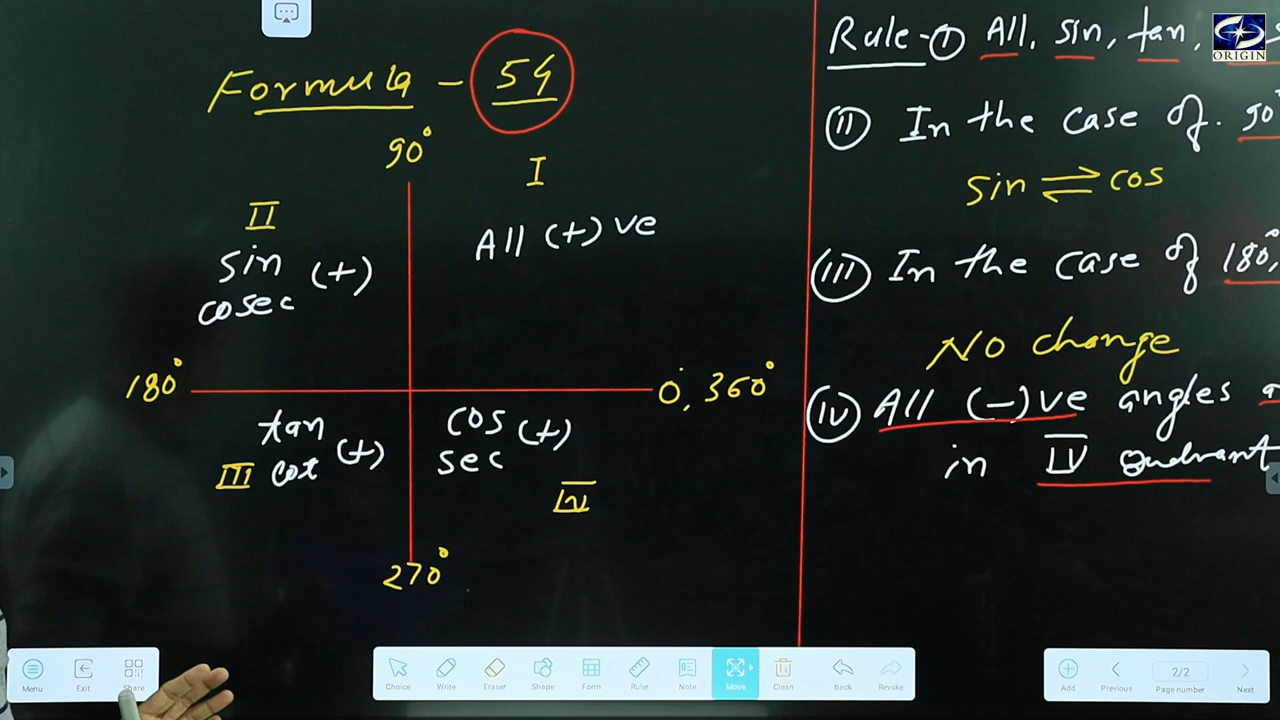 Formula - 54
90°
I
II
All (+)ve
sin
cosec (+)
180°
0°, 360°
tan
cot (+)
III
cos
sec (+)
IV
270°
Rule - I All, sin, tan,
II In the case of. 90°
sin ⇌ cos
III In the case of 180°,
No change
IV All (-)ve angles
in IV quadrant
ORIGIN
Menu
Exit
Share
Choice
Write
Eraser
Shape
Form
Ruler
Note
Move
Clean
back
Revoke
Add
Previous
2/2
Page number
Next